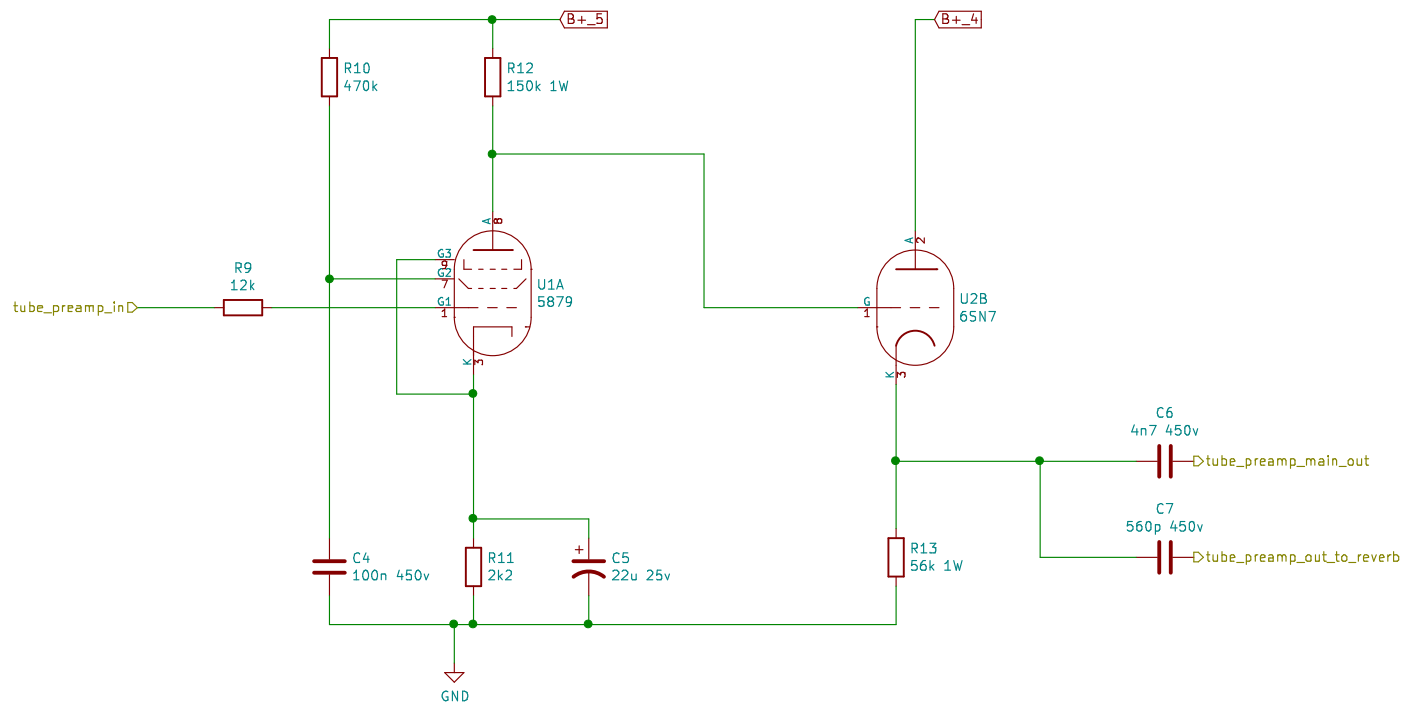 B+_5
B+_4
R10
470k
R12
150k 1W
A
8
G3
9
G2
7
G1
1
K
3
U1A
5879
R9
12k
tube_preamp_in
A
2
G
1
K
3
U2B
6SN7
C6
4n7 450v
tube_preamp_main_out
C7
560p 450v
tube_preamp_out_to_reverb
C4
100n 450v
R11
2k2
+
C5
22u 25v
R13
56k 1W
GND